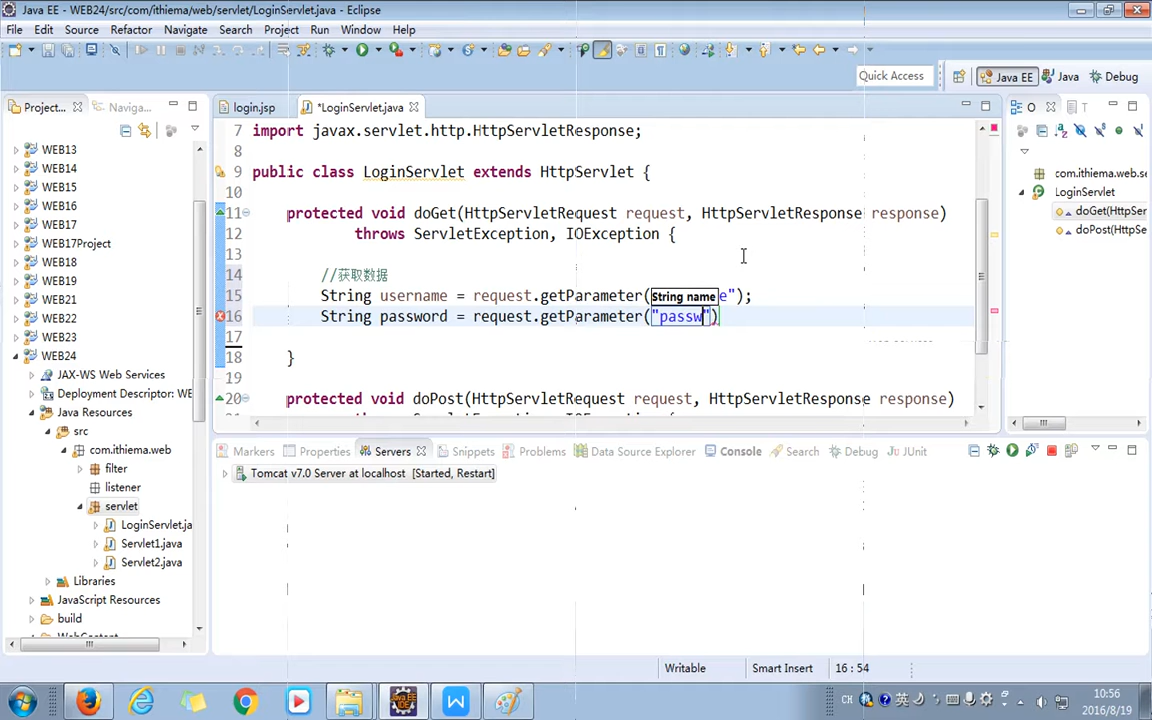 Java EE - WEB24/src/com/ithiema/web/servlet/LoginServlet.java - Eclipse
File Edit Source Refactor Navigate Search Project Run Window Help
Quick Access Java EE Java Debug
Project... Naviga... login.jsp *LoginServlet.java O T
WEB13
WEB14
WEB15
WEB16
WEB17
WEB17Project
WEB18
WEB19
WEB21
WEB22
WEB23
WEB24
JAX-WS Web Services
Deployment Descriptor: WE
Java Resources
src
com.ithiema.web
filter
listener
servlet
LoginServlet.ja
Servlet1.java
Servlet2.java
Libraries
JavaScript Resources
build
7 import javax.servlet.http.HttpServletResponse;
8
9 public class LoginServlet extends HttpServlet {
10
11 protected void doGet(HttpServletRequest request, HttpServletResponse response)
12 throws ServletException, IOException {
13
14 //获取数据
15 String username = request.getParameter( e");
String name
16 String password = request.getParameter("passw")
17
18 }
19
20 protected void doPost(HttpServletRequest request, HttpServletResponse response)
com.ithiema.web.se
LoginServlet
doGet(HttpSer
doPost(HttpSe
Markers Properties Servers Snippets Problems Data Source Explorer Console Search Debug JUnit
Tomcat v7.0 Server at localhost [Started, Restart]
Writable Smart Insert 16 : 54
CH 英 10:56
2016/8/19